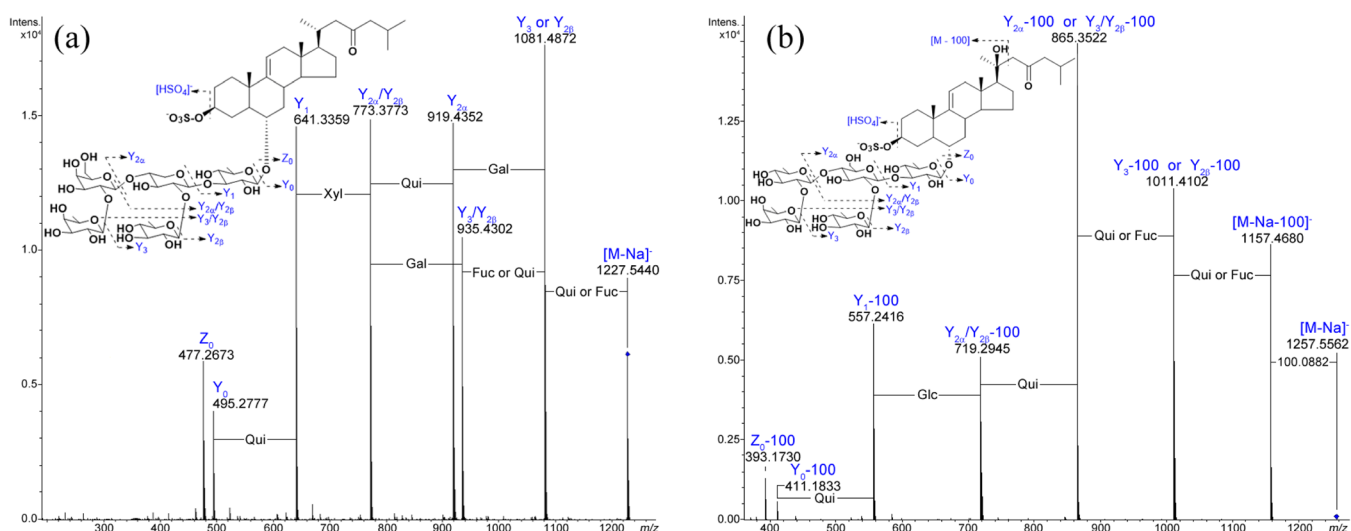 Intens.
x10⁴
(a)
Y₃ or Y₂β
1081.4872
[HSO₄]⁻
⁻O₃S-O
Y₁
641.3359
Y₂α/Y₂β
773.3773
Y₂α
919.4352
1.5
Gal
OH OH
Y₂α
Z₀
HO
O
OH
Y₀
Y₁
Y₂α/Y₂β
Y₃/Y₂β
Y₂β
Y₃
Xyl
Qui
Y₃/Y₂β
935.4302
1.0
Gal
Fuc or Qui
[M-Na]⁻
1227.5440
Qui or Fuc
Z₀
477.2673
0.5
Y₀
495.2777
Qui
0.0
300
400
600
800
1000
1200 m/z
Intens.
x10⁴
(b)
Y₂α-100 or Y₃/Y₂β-100
865.3522
[M - 100]
OH
O
1.50
1.25
[HSO₄]⁻
⁻O₃S-O
Y₂α
Z₀
Y₀
Y₁
Y₂α/Y₂β
Y₃/Y₂β
Y₃
Y₂β
Y₃-100 or Y₂β-100
1011.4102
1.00
Qui or Fuc
[M-Na-100]⁻
1157.4680
Qui or Fuc
0.75
Y₁-100
557.2416
Y₂α/Y₂β-100
719.2945
[M-Na]⁻
1257.5562
0.50
100.0882
Qui
Glc
0.25
Z₀-100
393.1730
Y₀-100
411.1833
Qui
0.00
400
600
700
800
900
1000
1100
1200 m/z